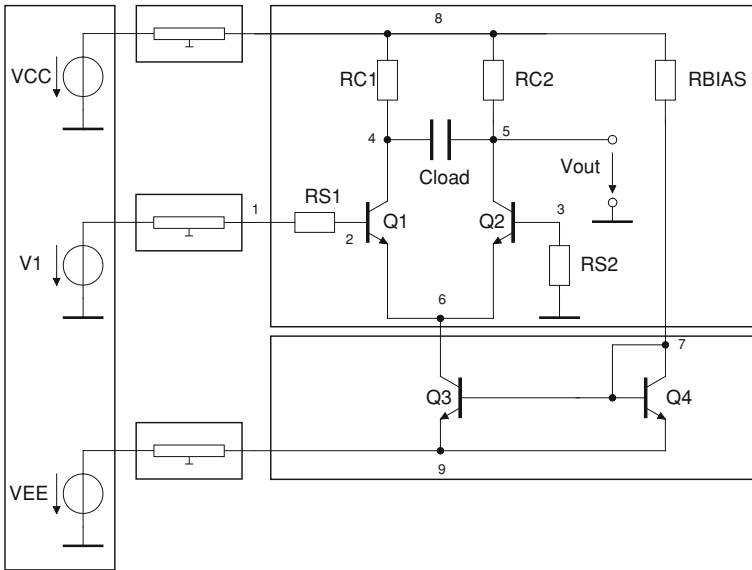 8
VCC
RC1
RC2
RBIAS
4
5
Cload
Vout
RS1
1
2
Q1
Q2
3
V1
RS2
6
7
Q3
Q4
9
VEE